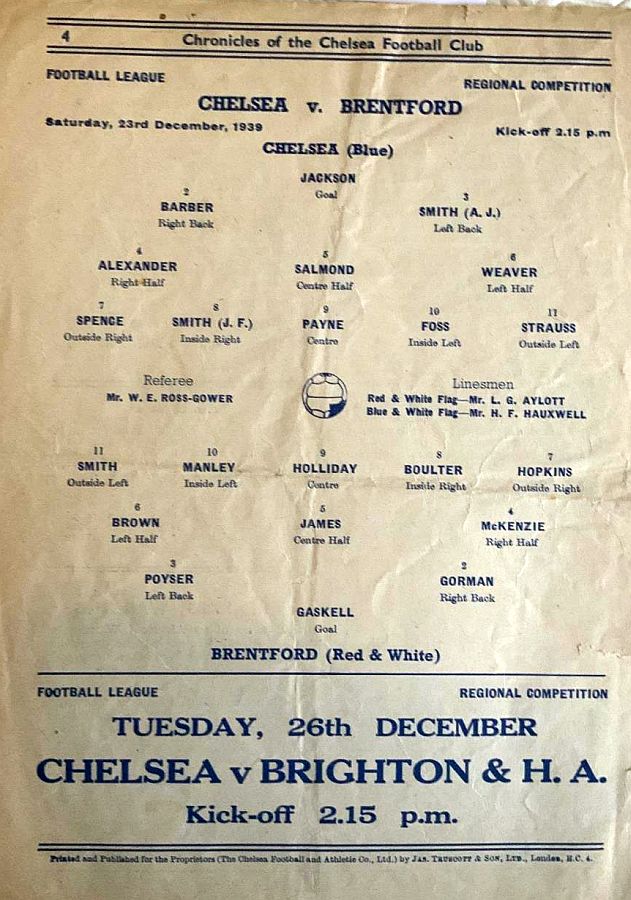 4
Chronicles of the Chelsea Football Club
FOOTBALL LEAGUE REGIONAL COMPETITION
CHELSEA v. BRENTFORD
Saturday, 23rd December, 1939 Kick-off 2.15 p.m
CHELSEA (Blue)
JACKSON
Goal
2 3
BARBER SMITH (A. J.)
Right Back Left Back
4 5 6
ALEXANDER SALMOND WEAVER
Right Half Centre Half Left Half
7 8 9 10 11
SPENCE SMITH (J. F.) PAYNE FOSS STRAUSS
Outside Right Inside Right Centre Inside Left Outside Left
Referee Linesmen
Mr. W. E. ROSS-GOWER Red & White Flag—Mr. L. G. AYLOTT
Blue & White Flag—Mr. H. F. HAUXWELL
11 10 9 8 7
SMITH MANLEY HOLLIDAY BOULTER HOPKINS
Outside Left Inside Left Centre Inside Right Outside Right
6 5 4
BROWN JAMES McKENZIE
Left Half Centre Half Right Half
3 2
POYSER GORMAN
Left Back Right Back
GASKELL
Goal
BRENTFORD (Red & White)
FOOTBALL LEAGUE REGIONAL COMPETITION
TUESDAY, 26th DECEMBER
CHELSEA v BRIGHTON & H. A.
Kick-off 2.15 p.m.
Printed and Published for the Proprietors (The Chelsea Football and Athletic Co., Ltd.) by JAS. TRUSCOTT & SON, LTD., London, E.C. 4.